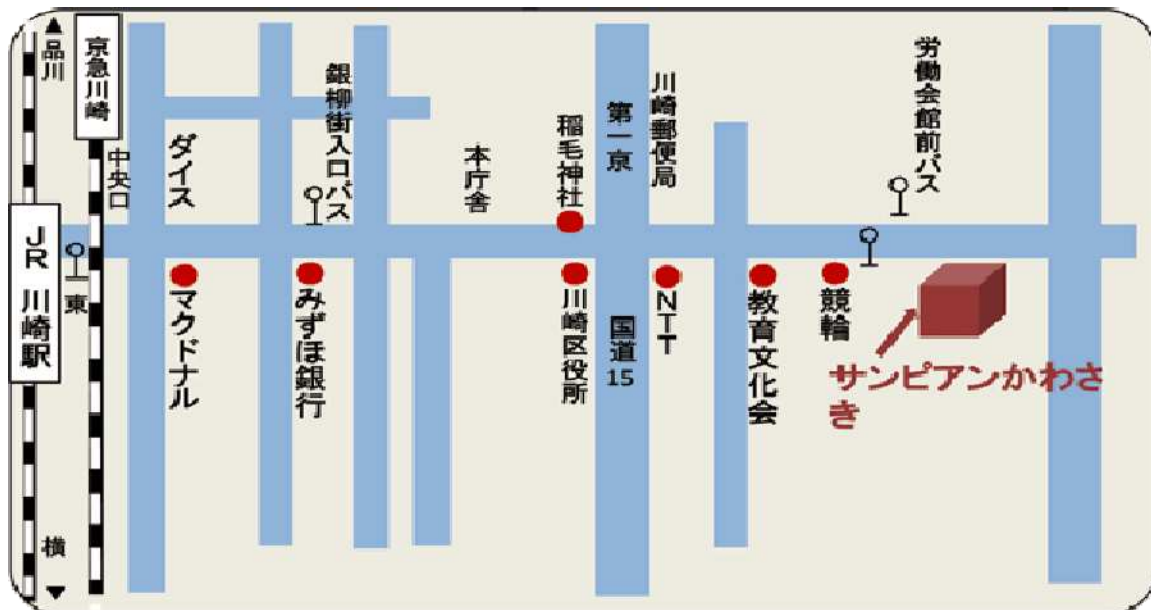 ▲品川
京急川崎
中央口
JR 川崎駅
東
横▼
ダイス
マクドナル
銀柳街入口バス
みずほ銀行
本庁舎
稲毛神社
川崎区役所
第一京
国道15
川崎郵便局
NTT
教育文化会
競輪
労働会館前バス
サンピアンかわさ
き